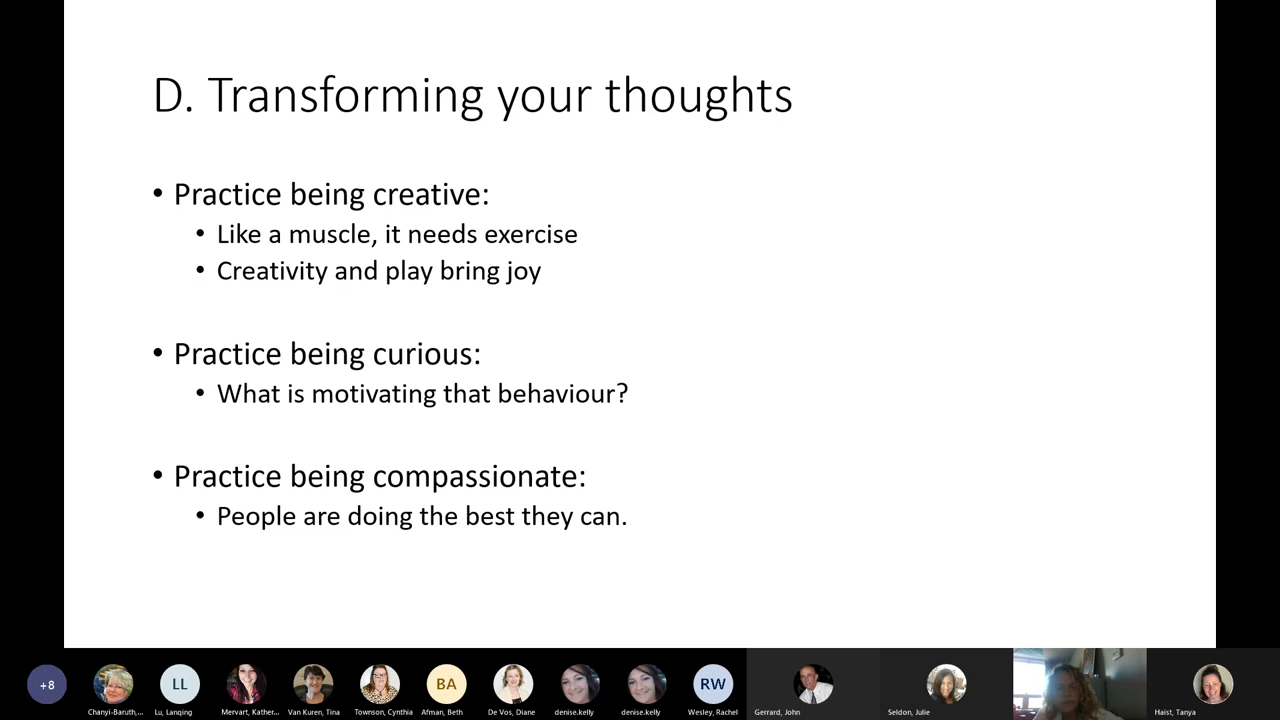 D. Transforming your thoughts
• Practice being creative:
• Like a muscle, it needs exercise
• Creativity and play bring joy
• Practice being curious:
• What is motivating that behaviour?
• Practice being compassionate:
• People are doing the best they can.
+8 LL BA RW
Chanyi-Baruth,... Lu, Lanqing Mervart, Kather... Van Kuren, Tina Townson, Cynthia Afman, Beth De Vos, Diane denise.kelly denise.kelly Wesley, Rachel Gerrard, John Seldon, Julie Haist, Tanya